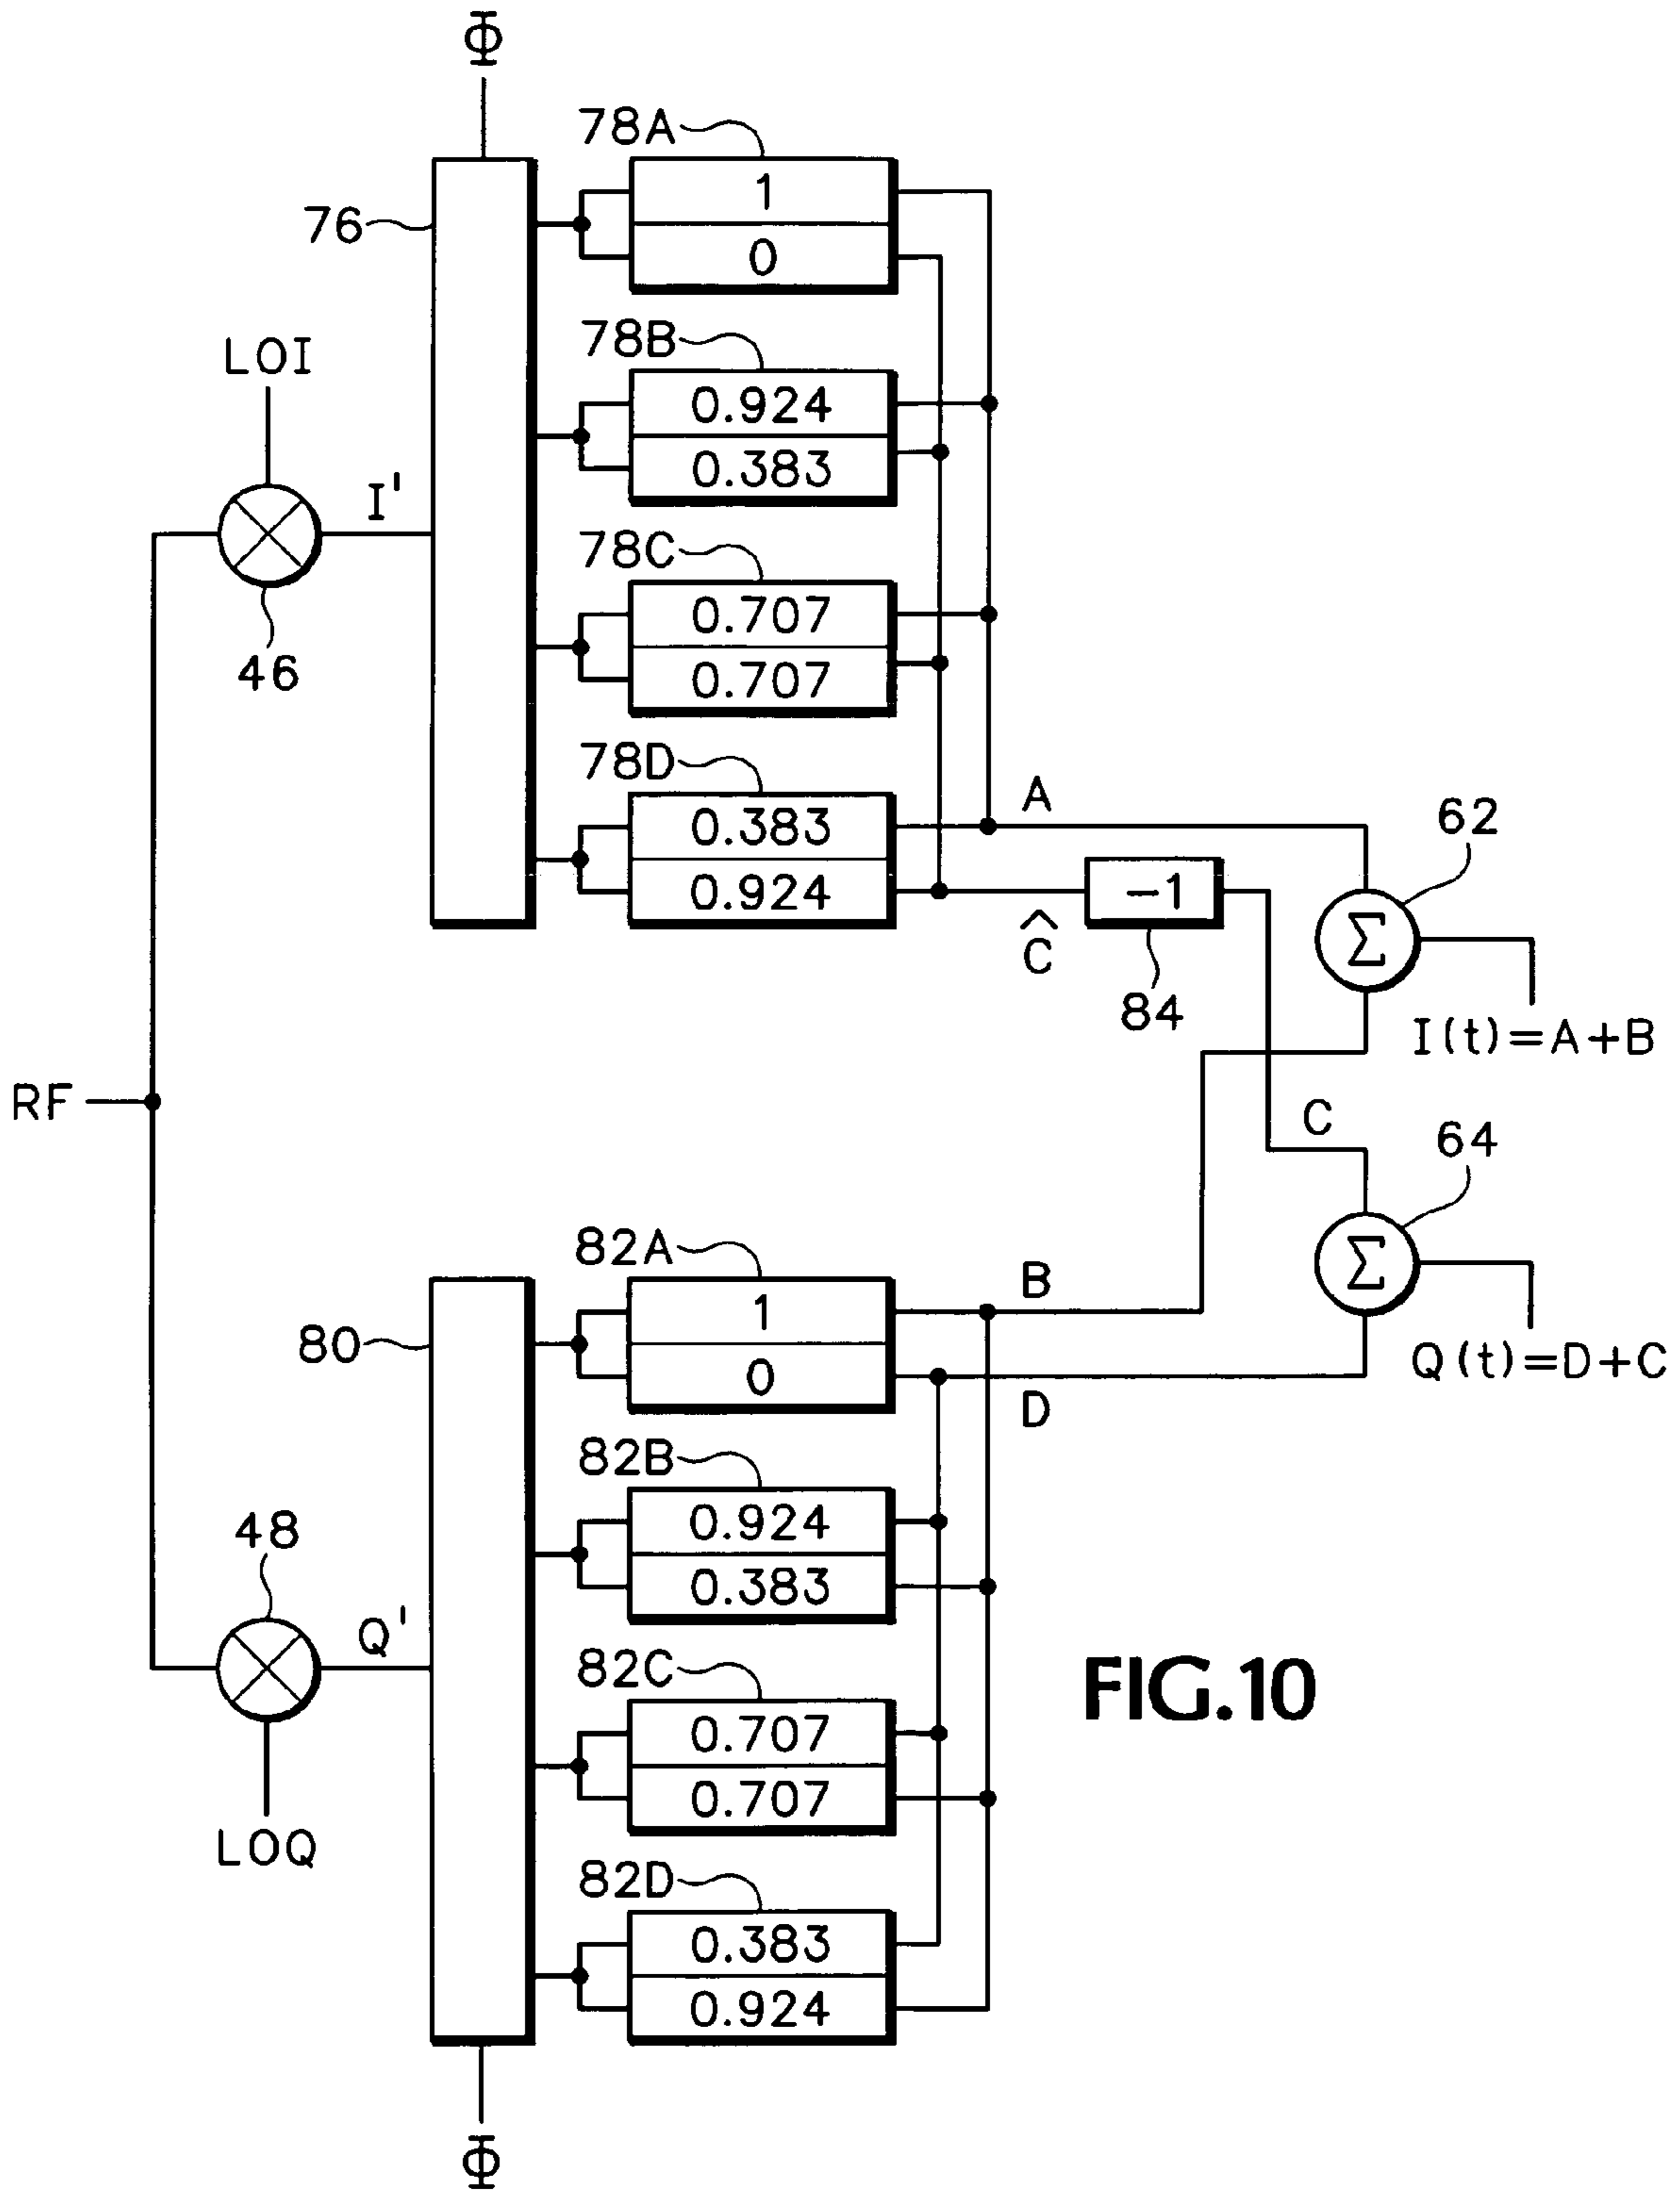 Φ
78A
1
0
76
78B
0.924
0.383
LOI
I'
46
78C
0.707
0.707
78D
0.383
0.924
A
Ĉ
-1
84
62
Σ
I(t)=A+B
RF
C
64
Σ
Q(t)=D+C
82A
1
0
B
D
80
82B
0.924
0.383
48
Q'
LOQ
82C
0.707
0.707
82D
0.383
0.924
Φ
FIG.10